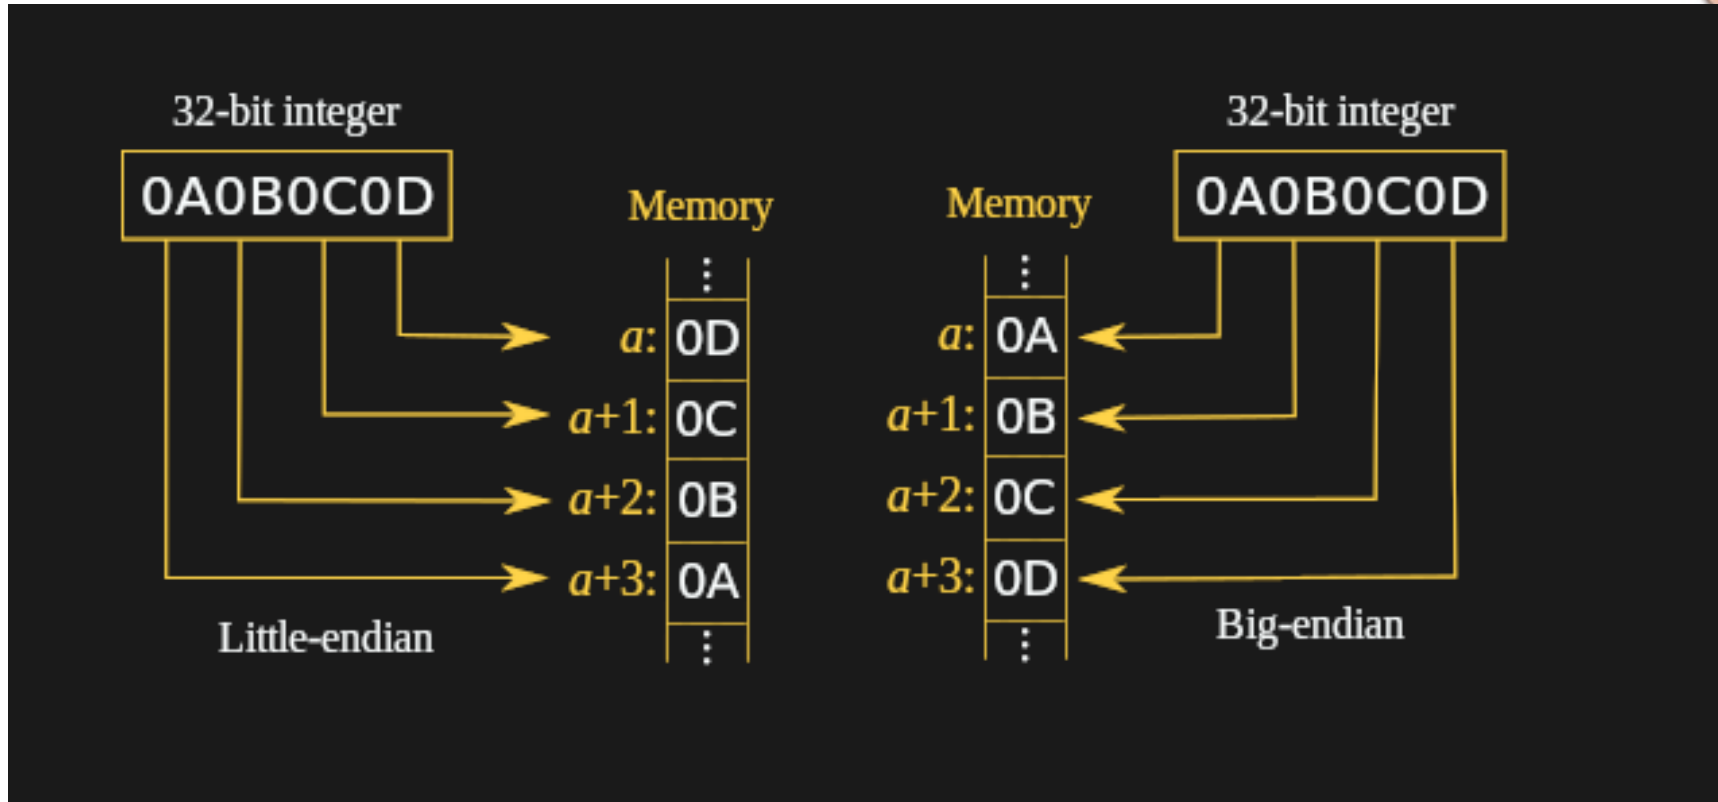 32-bit integer
0A0B0C0D
Memory
⋮
a: 0D
a+1: 0C
a+2: 0B
a+3: 0A
⋮
Little-endian
32-bit integer
0A0B0C0D
Memory
⋮
a: 0A
a+1: 0B
a+2: 0C
a+3: 0D
⋮
Big-endian